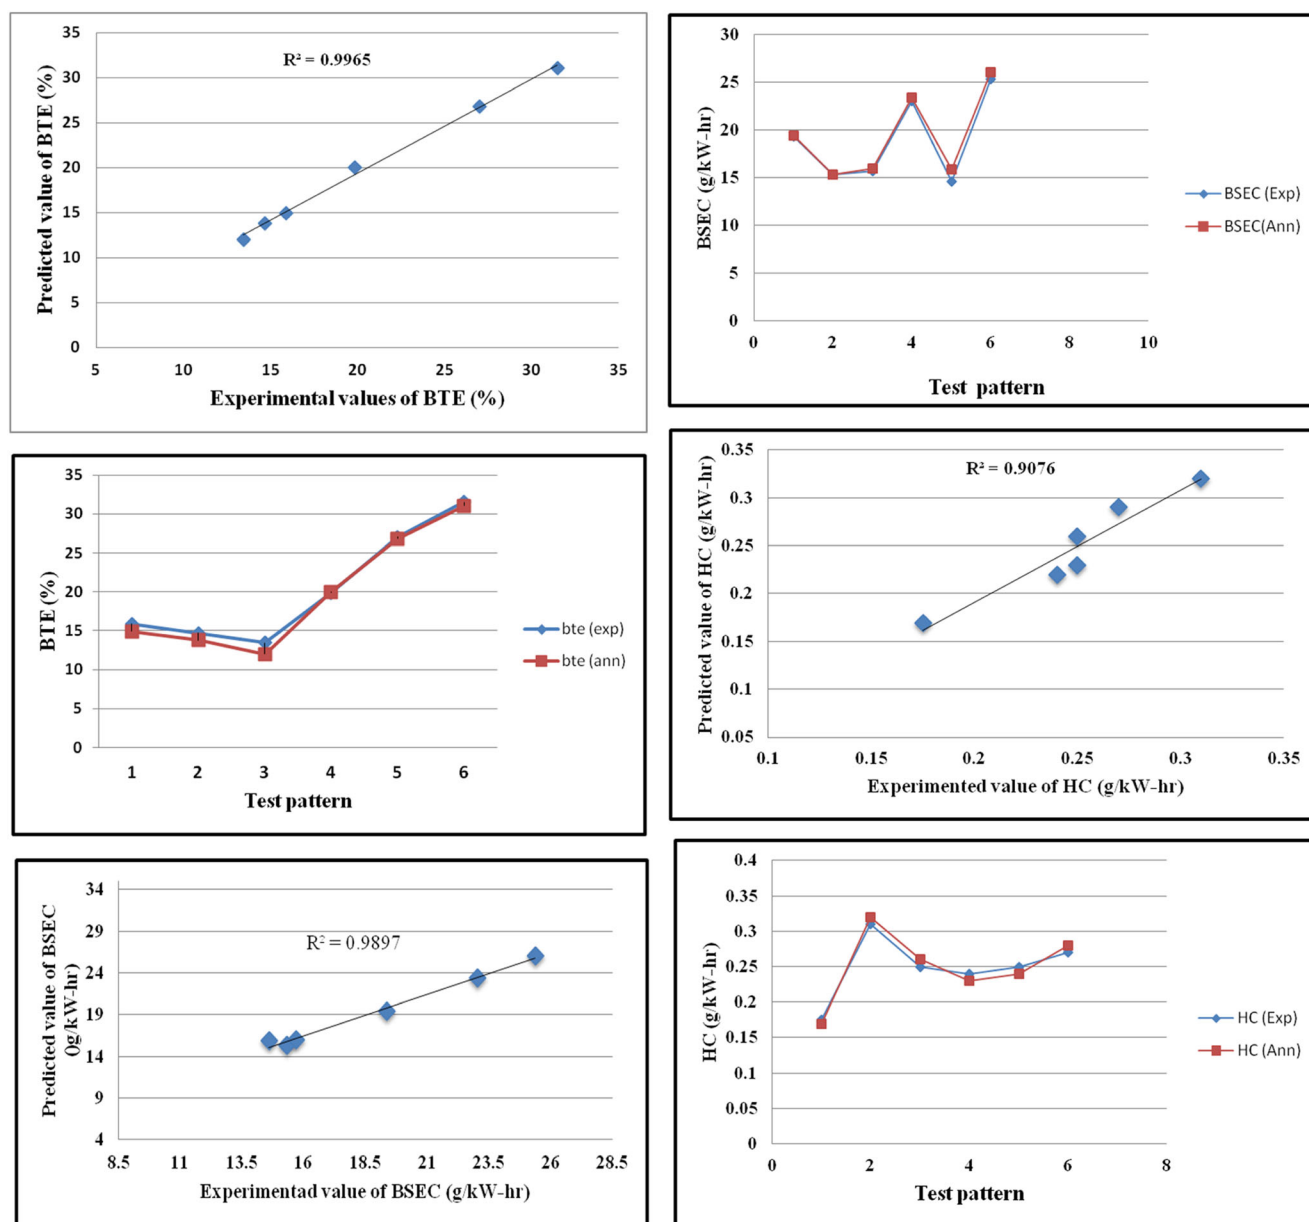 35
30
25
20
15
10
5
0
R² = 0.9965
Predicted value of BTE (%)
5 10 15 20 25 30 35
Experimental values of BTE (%)
30
25
20
15
10
5
0
BSEC (g/kW-hr)
BSEC (Exp)
BSEC(Ann)
0 2 4 6 8 10
Test pattern
35
30
25
20
15
10
5
0
BTE (%)
bte (exp)
bte (ann)
1 2 3 4 5 6
Test pattern
0.35
0.3
0.25
0.2
0.15
0.1
0.05
R² = 0.9076
Predicted value of HC (g/kW-hr)
0.1 0.15 0.2 0.25 0.3 0.35
Experimented value of HC (g/kW-hr)
34
29
24
19
14
9
4
R² = 0.9897
Predicted value of BSEC
()g/kW-hr)
8.5 11 13.5 16 18.5 21 23.5 26 28.5
Experimentad value of BSEC (g/kW-hr)
0.4
0.35
0.3
0.25
0.2
0.15
0.1
0.05
0
HC (g/kW-hr)
HC (Exp)
HC (Ann)
0 2 4 6 8
Test pattern